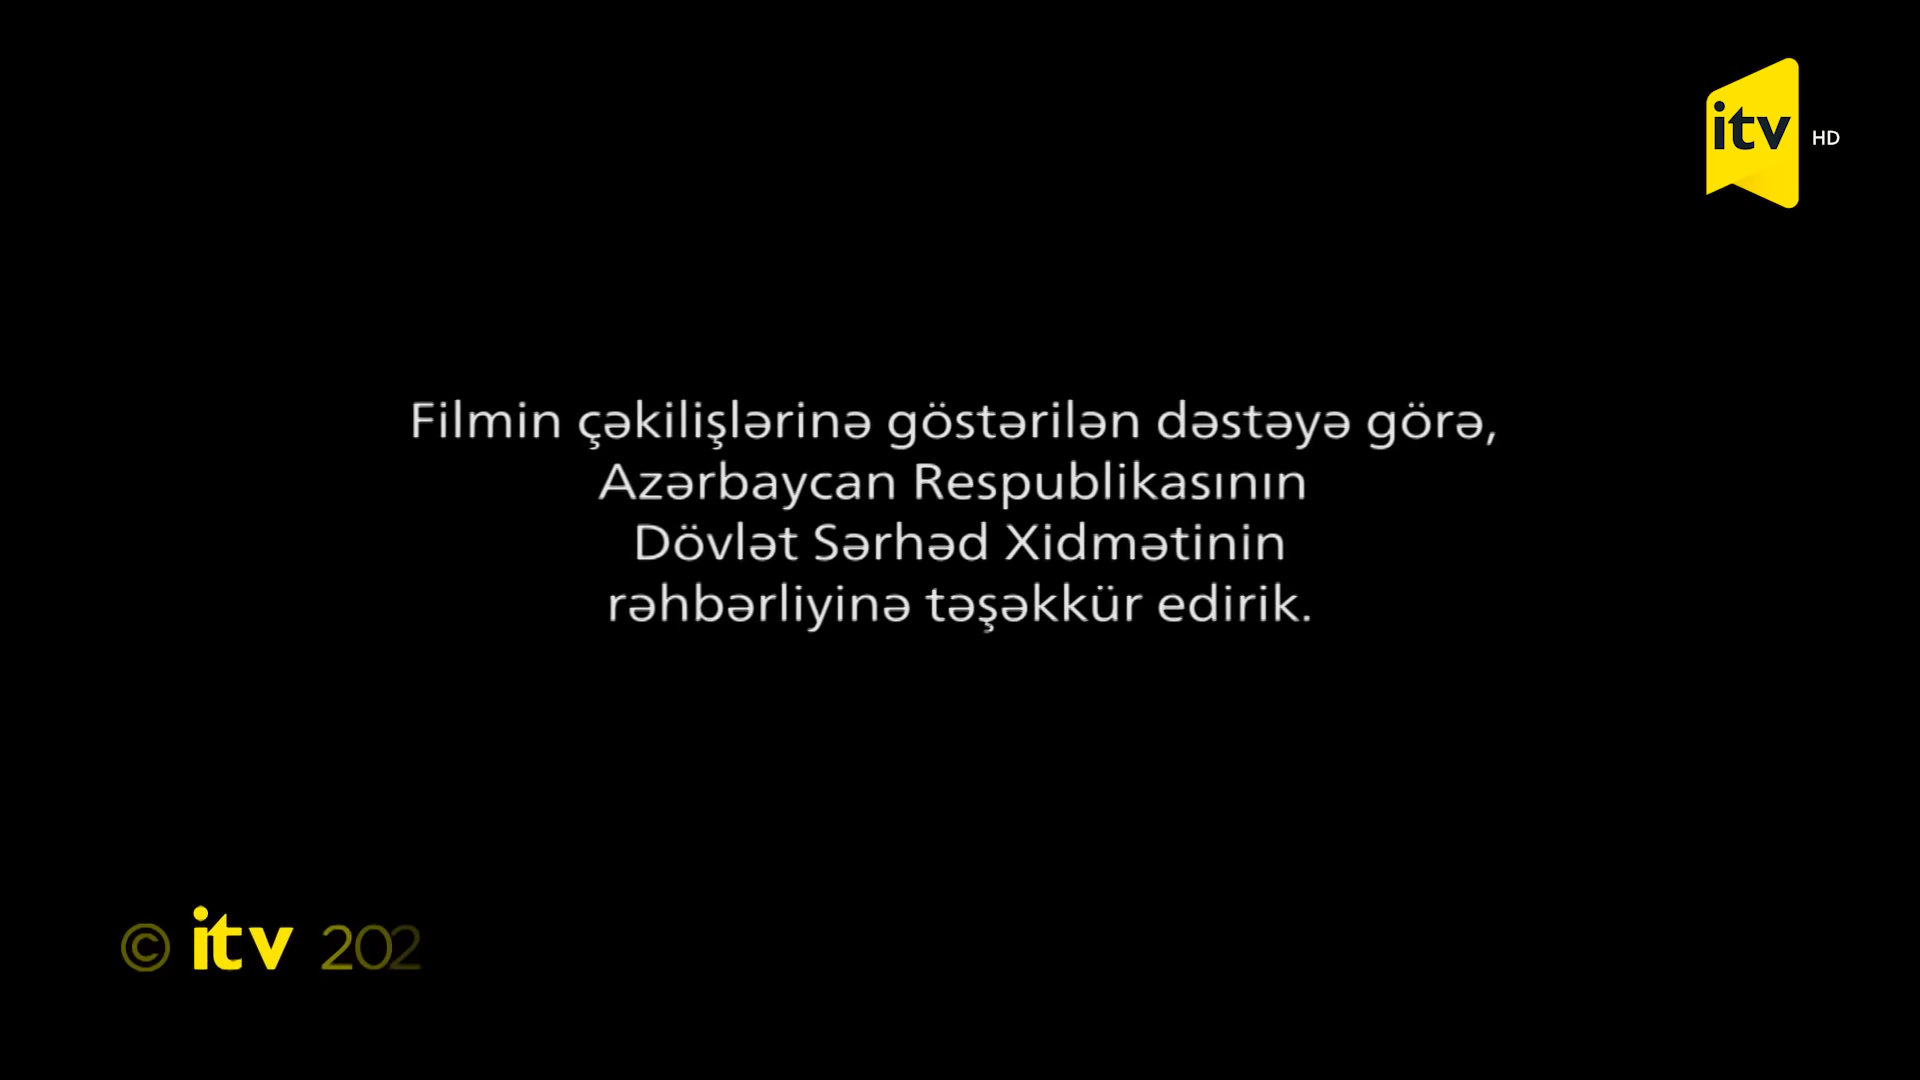 itv HD
Filmin çəkilişlərinə göstərilən dəstəyə görə,
Azərbaycan Respublikasının
Dövlət Sərhəd Xidmətinin
rəhbərliyinə təşəkkür edirik.
© itv 202